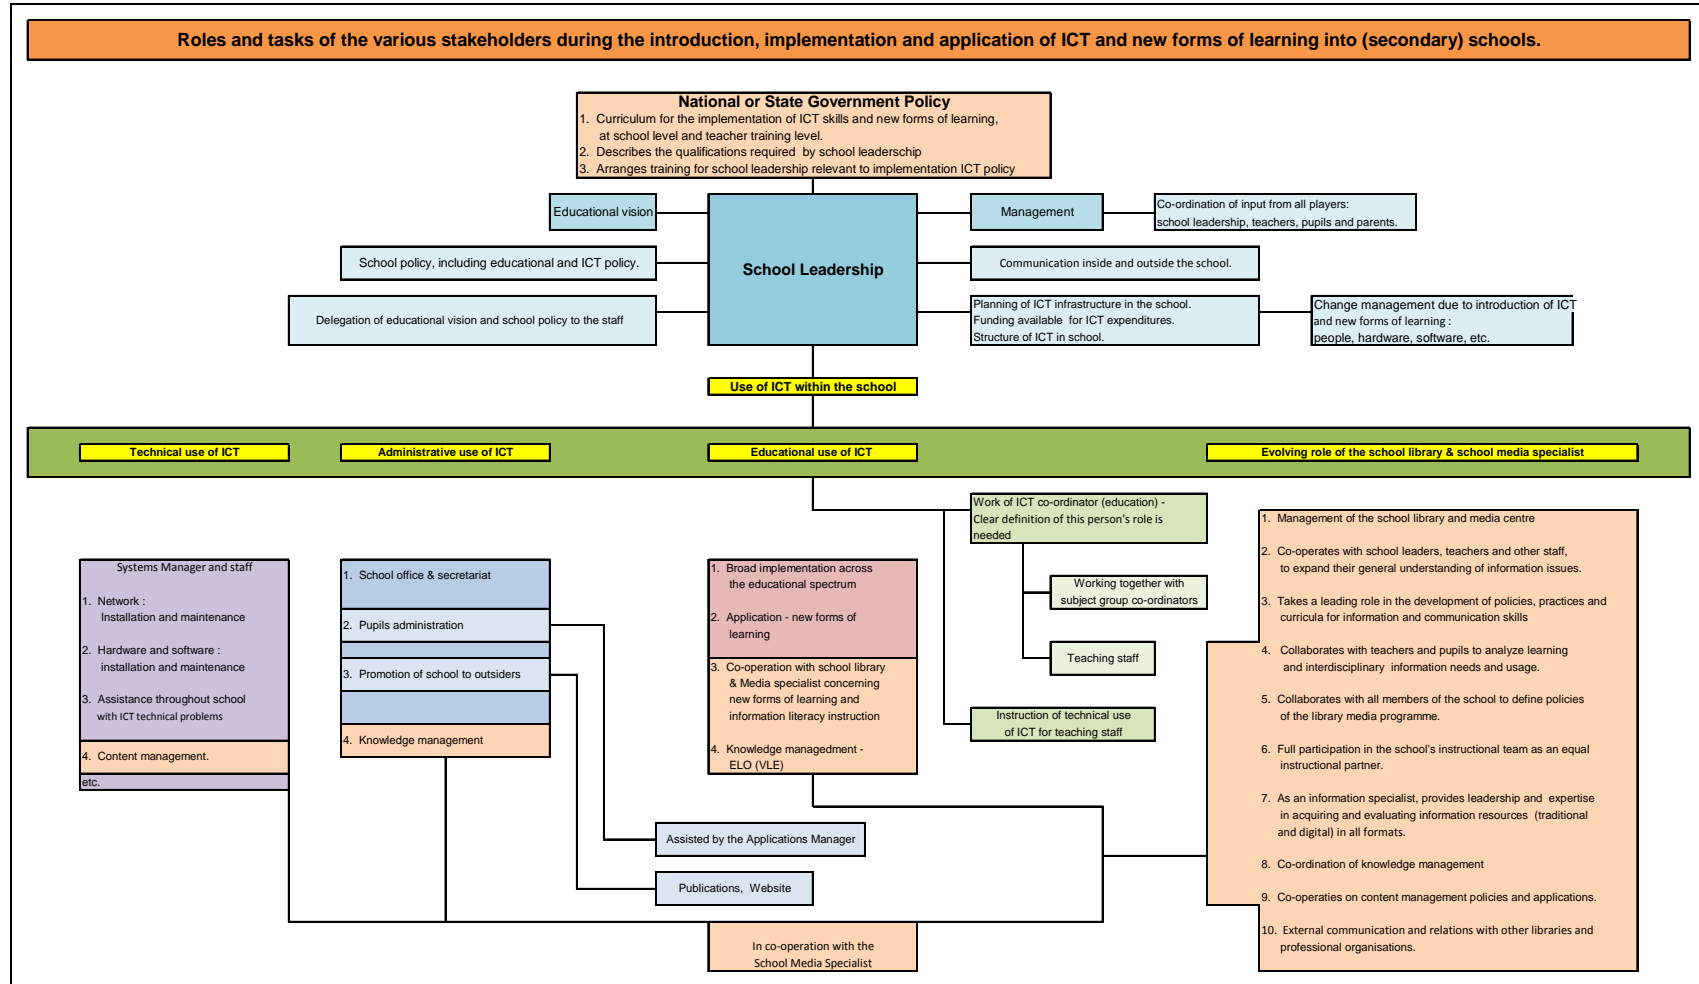 Roles and tasks of the various stakeholders during the introduction, implementation and application of ICT and new forms of learning into (secondary) schools.
National or State Government Policy
1. Curriculum for the implementation of ICT skills and new forms of learning,
at school level and teacher training level.
2. Describes the qualifications required by school leaderschip
3. Arranges training for school leadership relevant to implementation ICT policy
Educational vision
School policy, including educational and ICT policy.
Delegation of educational vision and school policy to the staff
School Leadership
Management
Co-ordination of input from all players:
school leadership, teachers, pupils and parents.
Communication inside and outside the school.
Planning of ICT infrastructure in the school.
Funding available for ICT expenditures.
Structure of ICT in school.
Change management due to introduction of ICT
and new forms of learning :
people, hardware, software, etc.
Use of ICT within the school
Technical use of ICT
Administrative use of ICT
Educational use of ICT
Evolving role of the school library & school media specialist
Systems Manager and staff
1. Network :
Installation and maintenance
2. Hardware and software :
installation and maintenance
3. Assistance throughout school
with ICT technical problems
4. Content management.
etc.
1. School office & secretariat
2. Pupils administration
3. Promotion of school to outsiders
4. Knowledge management
1. Broad implementation across
the educational spectrum
2. Application - new forms of
learning
3. Co-operation with school library
& Media specialist concerning
new forms of learning and
information literacy instruction
4. Knowledge managedment -
ELO (VLE)
Work of ICT co-ordinator (education) -
Clear definition of this person's role is
needed
Working together with
subject group co-ordinators
Teaching staff
Instruction of technical use
of ICT for teaching staff
Assisted by the Applications Manager
Publications, Website
In co-operation with the
School Media Specialist
1. Management of the school library and media centre
2. Co-operates with school leaders, teachers and other staff,
to expand their general understanding of information issues.
3. Takes a leading role in the development of policies, practices and
curricula for information and communication skills
4. Collaborates with teachers and pupils to analyze learning
and interdisciplinary information needs and usage.
5. Collaborates with all members of the school to define policies
of the library media programme.
6. Full participation in the school's instructional team as an equal
instructional partner.
7. As an information specialist, provides leadership and expertise
in acquiring and evaluating information resources (traditional
and digital) in all formats.
8. Co-ordination of knowledge management
9. Co-operaties on content management policies and applications.
10. External communication and relations with other libraries and
professional organisations.